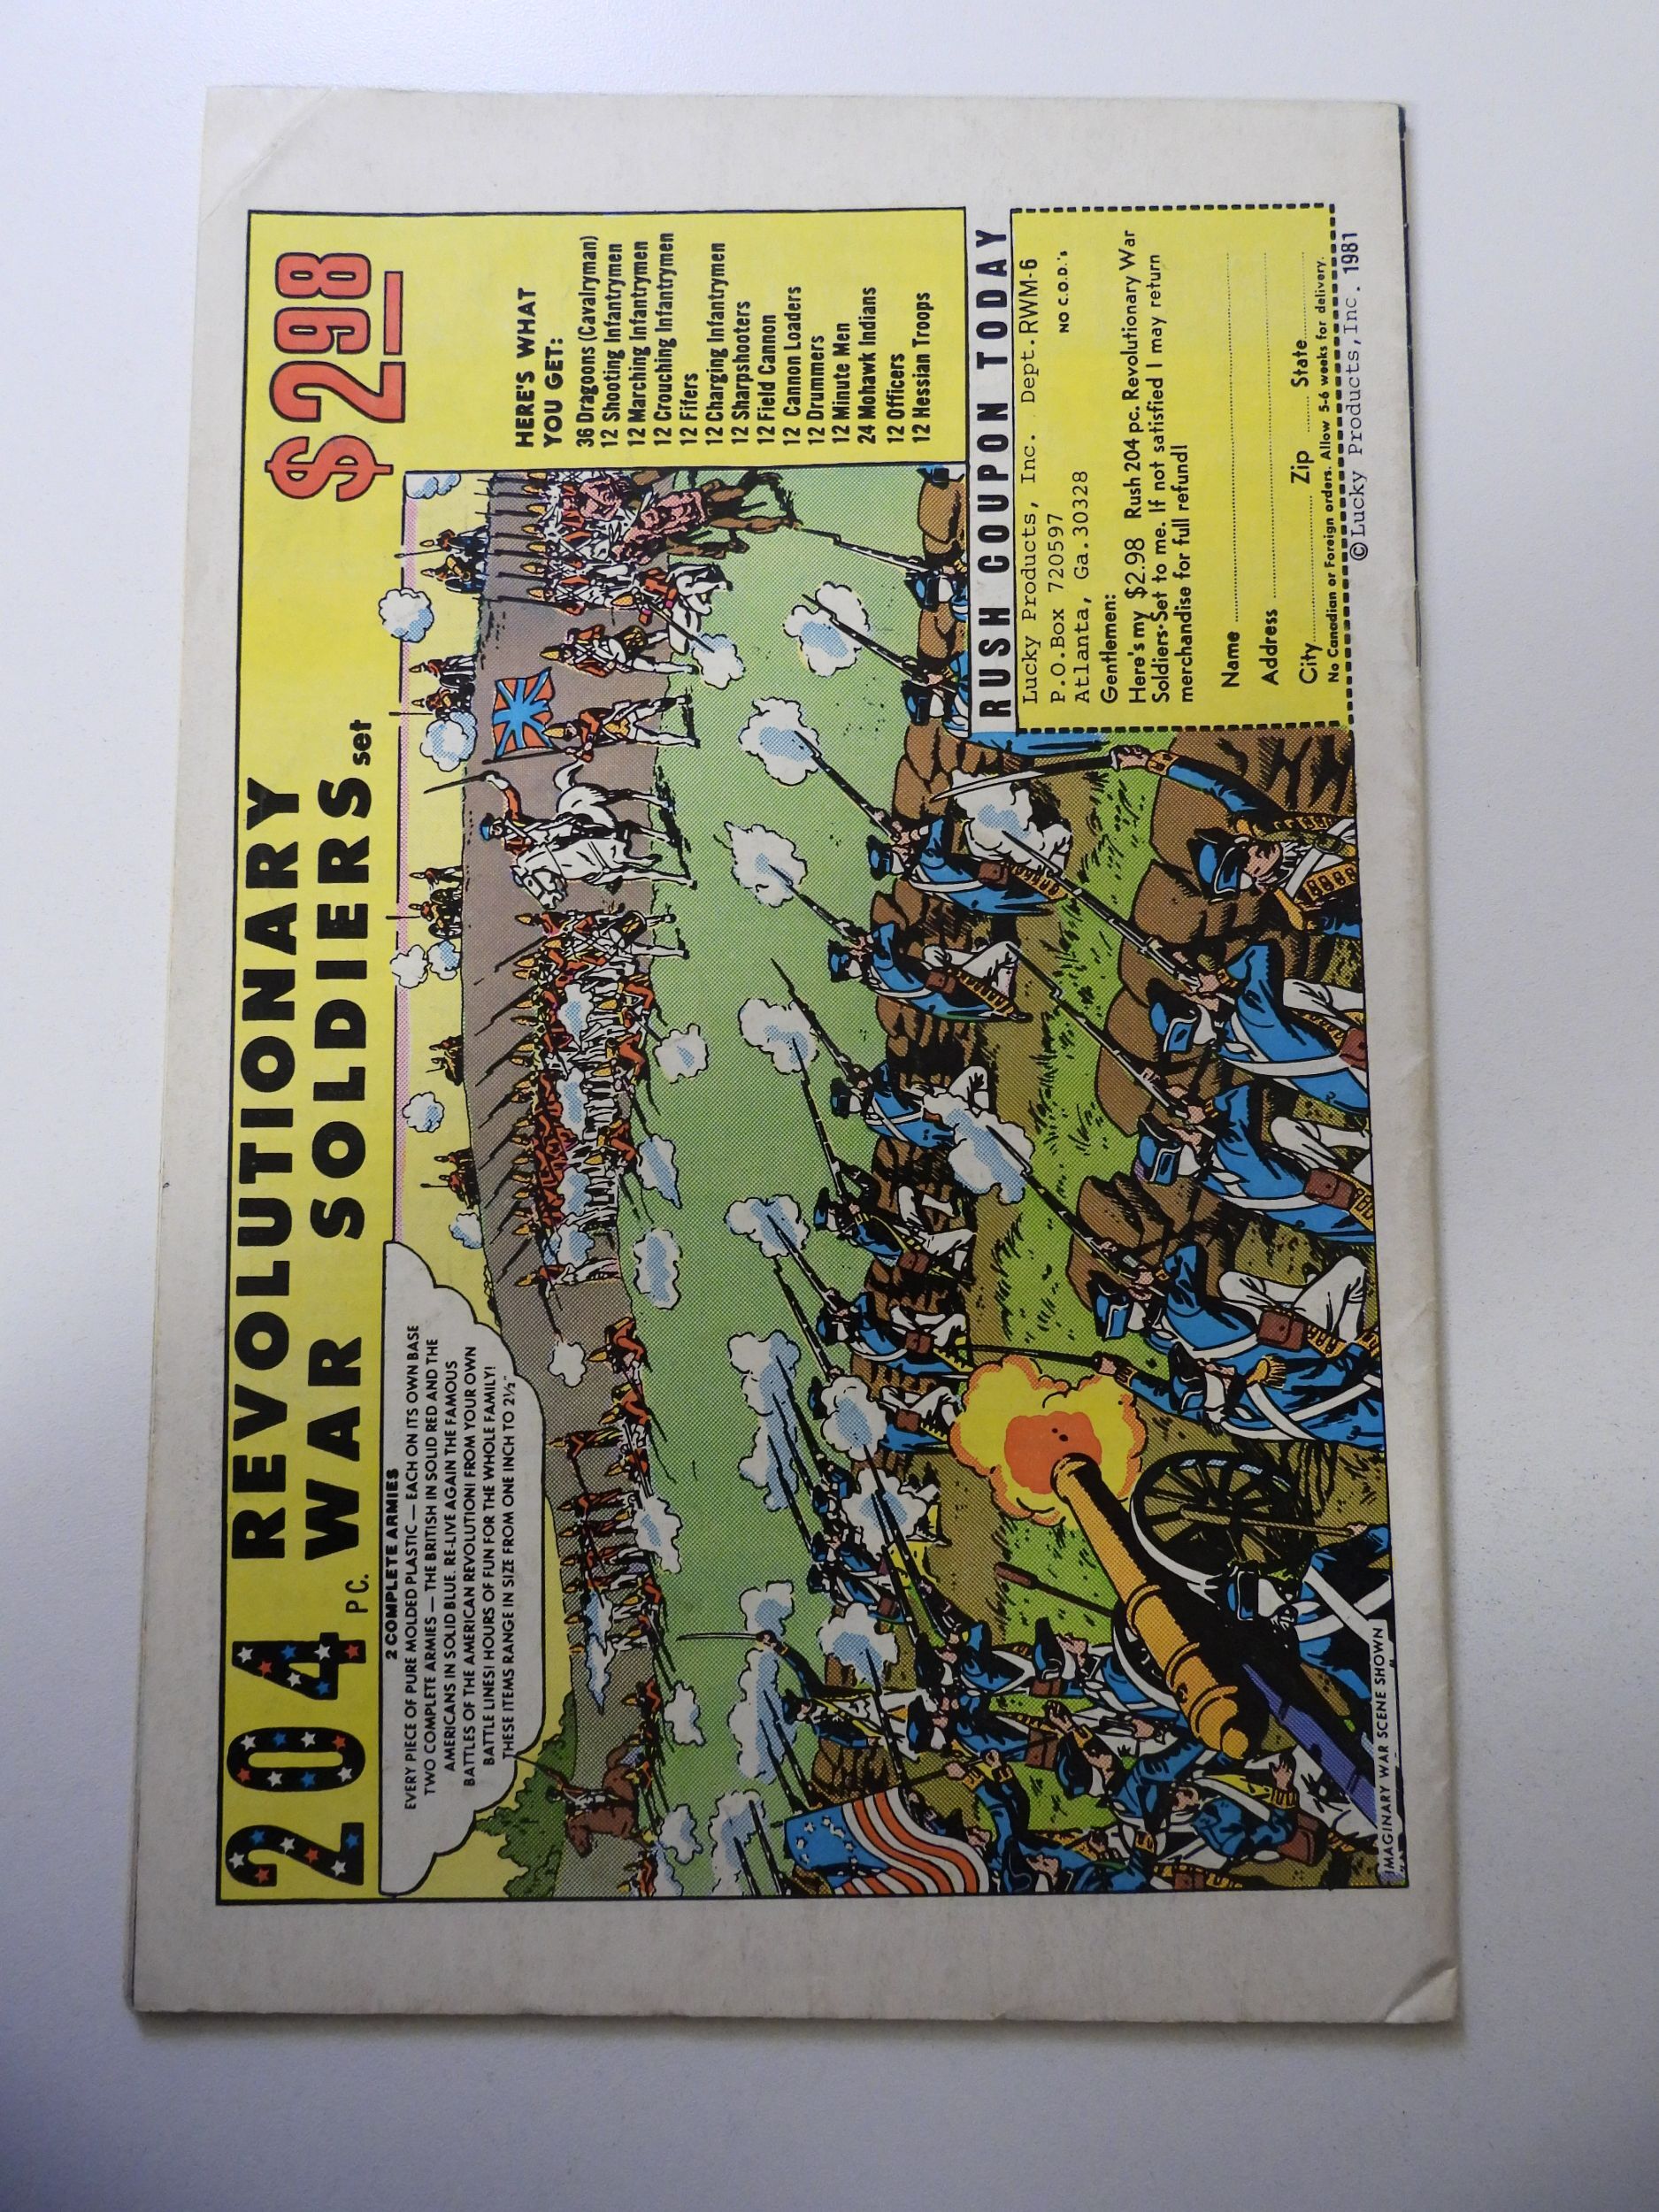 204 PC. REVOLUTIONARY
WAR SOLDIERS set
$2.98
2 COMPLETE ARMIES
EVERY PIECE OF PURE MOLDED PLASTIC — EACH ON ITS OWN BASE
TWO COMPLETE ARMIES — THE BRITISH IN SOLID RED AND THE
AMERICANS IN SOLID BLUE. RE-LIVE AGAIN THE FAMOUS
BATTLES OF THE AMERICAN REVOLUTION! FROM YOUR OWN
BATTLE LINES! HOURS OF FUN FOR THE WHOLE FAMILY!
THESE ITEMS RANGE IN SIZE FROM ONE INCH TO 2½"
HERE'S WHAT
YOU GET:
36 Dragoons (Cavalryman)
12 Shooting Infantrymen
12 Marching Infantrymen
12 Crouching Infantrymen
12 Fifers
12 Charging Infantrymen
12 Sharpshooters
12 Field Cannon
12 Cannon Loaders
12 Drummers
12 Minute Men
24 Mohawk Indians
12 Officers
12 Hessian Troops
RUSH COUPON TODAY
Lucky Products, Inc. Dept. RWM-6
P.O.Box 720597 NO C.O.D.'s
Atlanta, Ga.30328
Gentlemen:
Here's my $2.98 Rush 204 pc. Revolutionary War
Soldiers Set to me. If not satisfied I may return
merchandise for full refund!
Name
Address
City Zip State
No Canadian or Foreign orders. Allow 5-6 weeks for delivery.
©Lucky Products,Inc. 1981
IMAGINARY WAR SCENE SHOWN